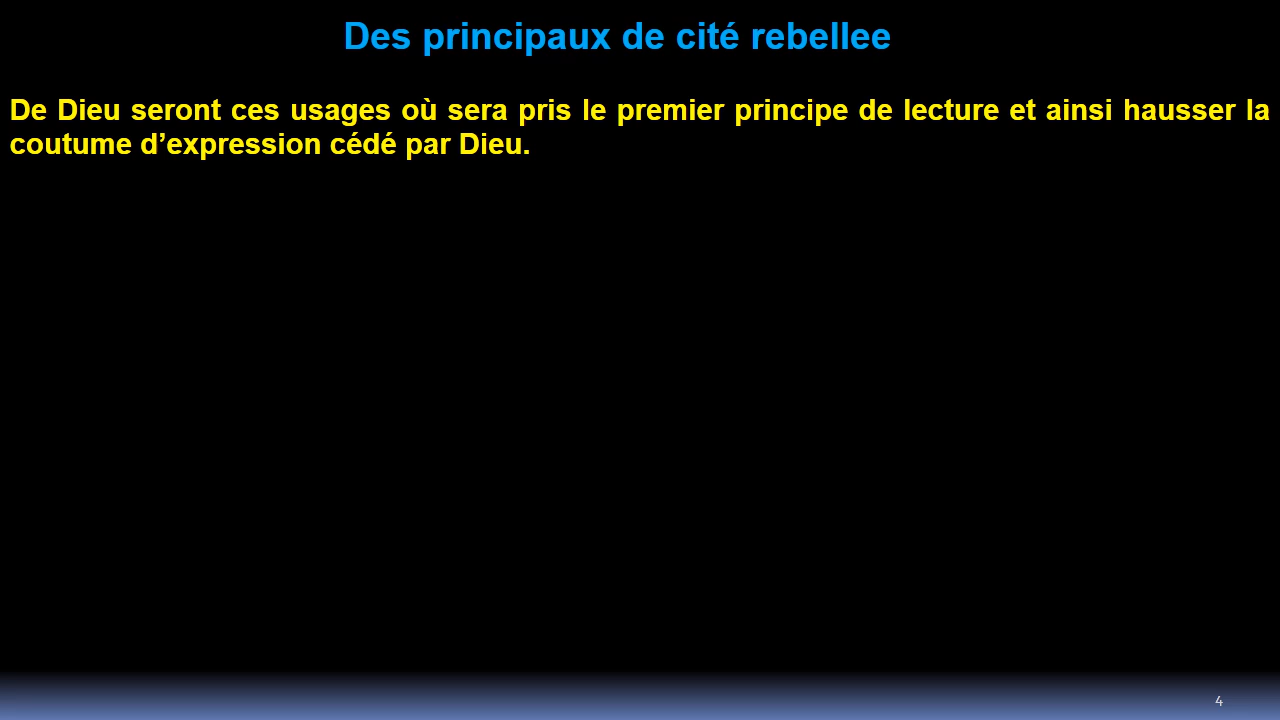 Des principaux de cité rebellee
De Dieu seront ces usages où sera pris le premier principe de lecture et ainsi hausser la
coutume d’expression cédé par Dieu.
4